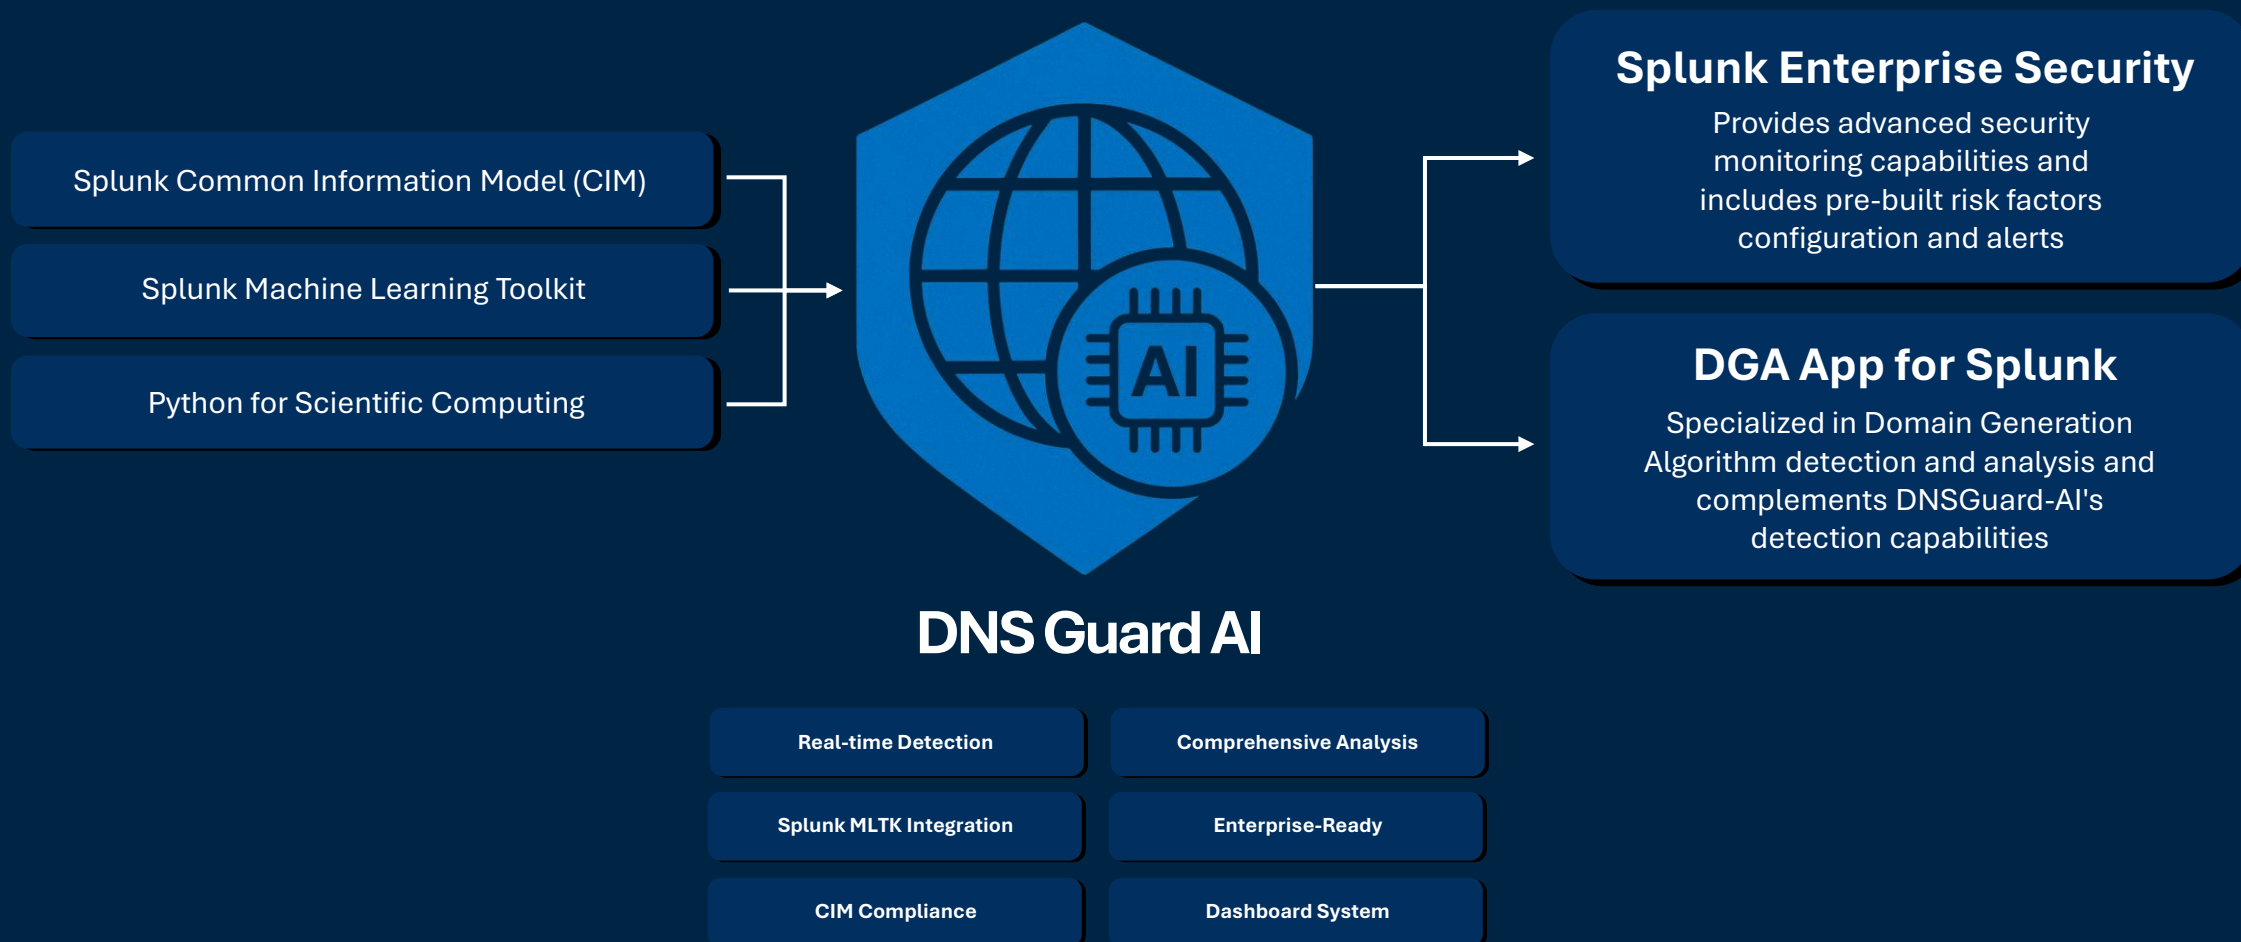 Splunk Common Information Model (CIM)
Splunk Machine Learning Toolkit
Python for Scientific Computing
AI
DNS Guard AI
Splunk Enterprise Security
Provides advanced security
monitoring capabilities and
includes pre-built risk factors
configuration and alerts
DGA App for Splunk
Specialized in Domain Generation
Algorithm detection and analysis and
complements DNSGuard-AI's
detection capabilities
Real-time Detection
Comprehensive Analysis
Splunk MLTK Integration
Enterprise-Ready
CIM Compliance
Dashboard System